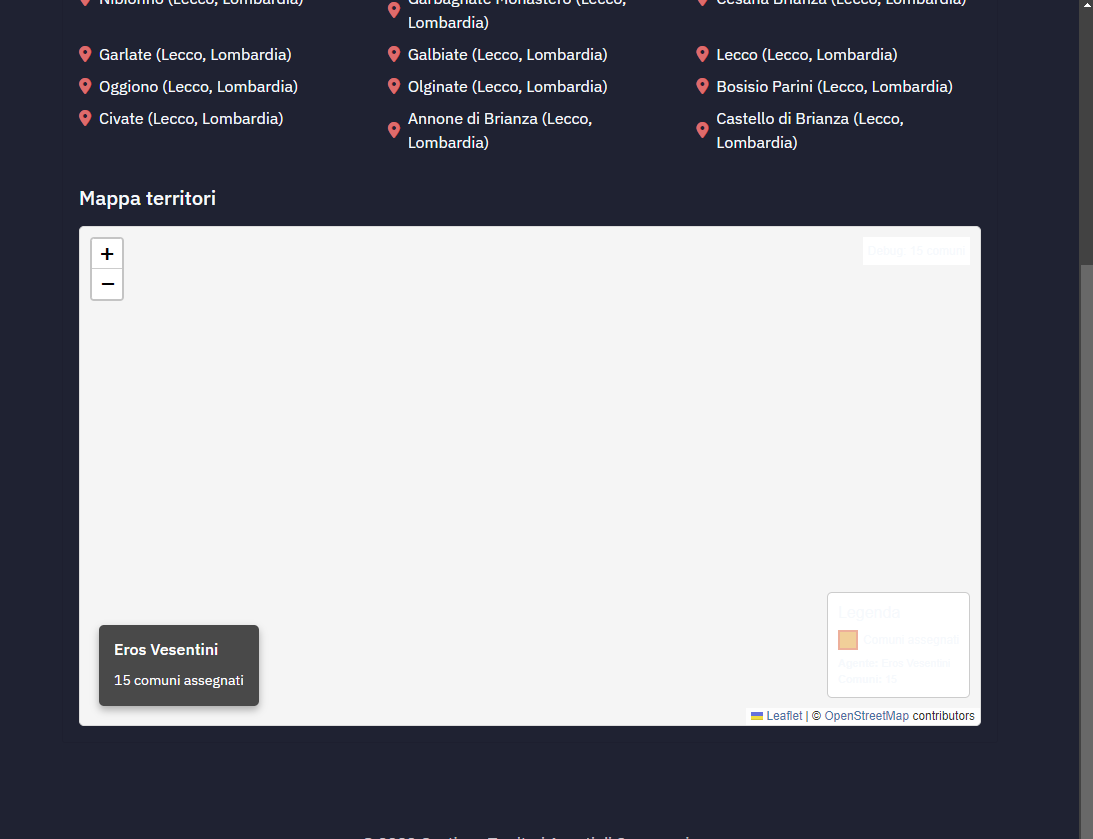 Nibionno (Lecco, Lombardia)
Garbagnate Monastero (Lecco,
Lombardia)
Cesana Brianza (Lecco, Lombardia)
Garlate (Lecco, Lombardia)
Galbiate (Lecco, Lombardia)
Lecco (Lecco, Lombardia)
Oggiono (Lecco, Lombardia)
Olginate (Lecco, Lombardia)
Bosisio Parini (Lecco, Lombardia)
Civate (Lecco, Lombardia)
Annone di Brianza (Lecco,
Lombardia)
Castello di Brianza (Lecco,
Lombardia)
Mappa territori
+
−
Debug: 15 comuni
Eros Vesentini
15 comuni assegnati
Legenda
Comuni assegnati
Agente: Eros Vesentini
Comuni: 15
Leaflet | © OpenStreetMap contributors